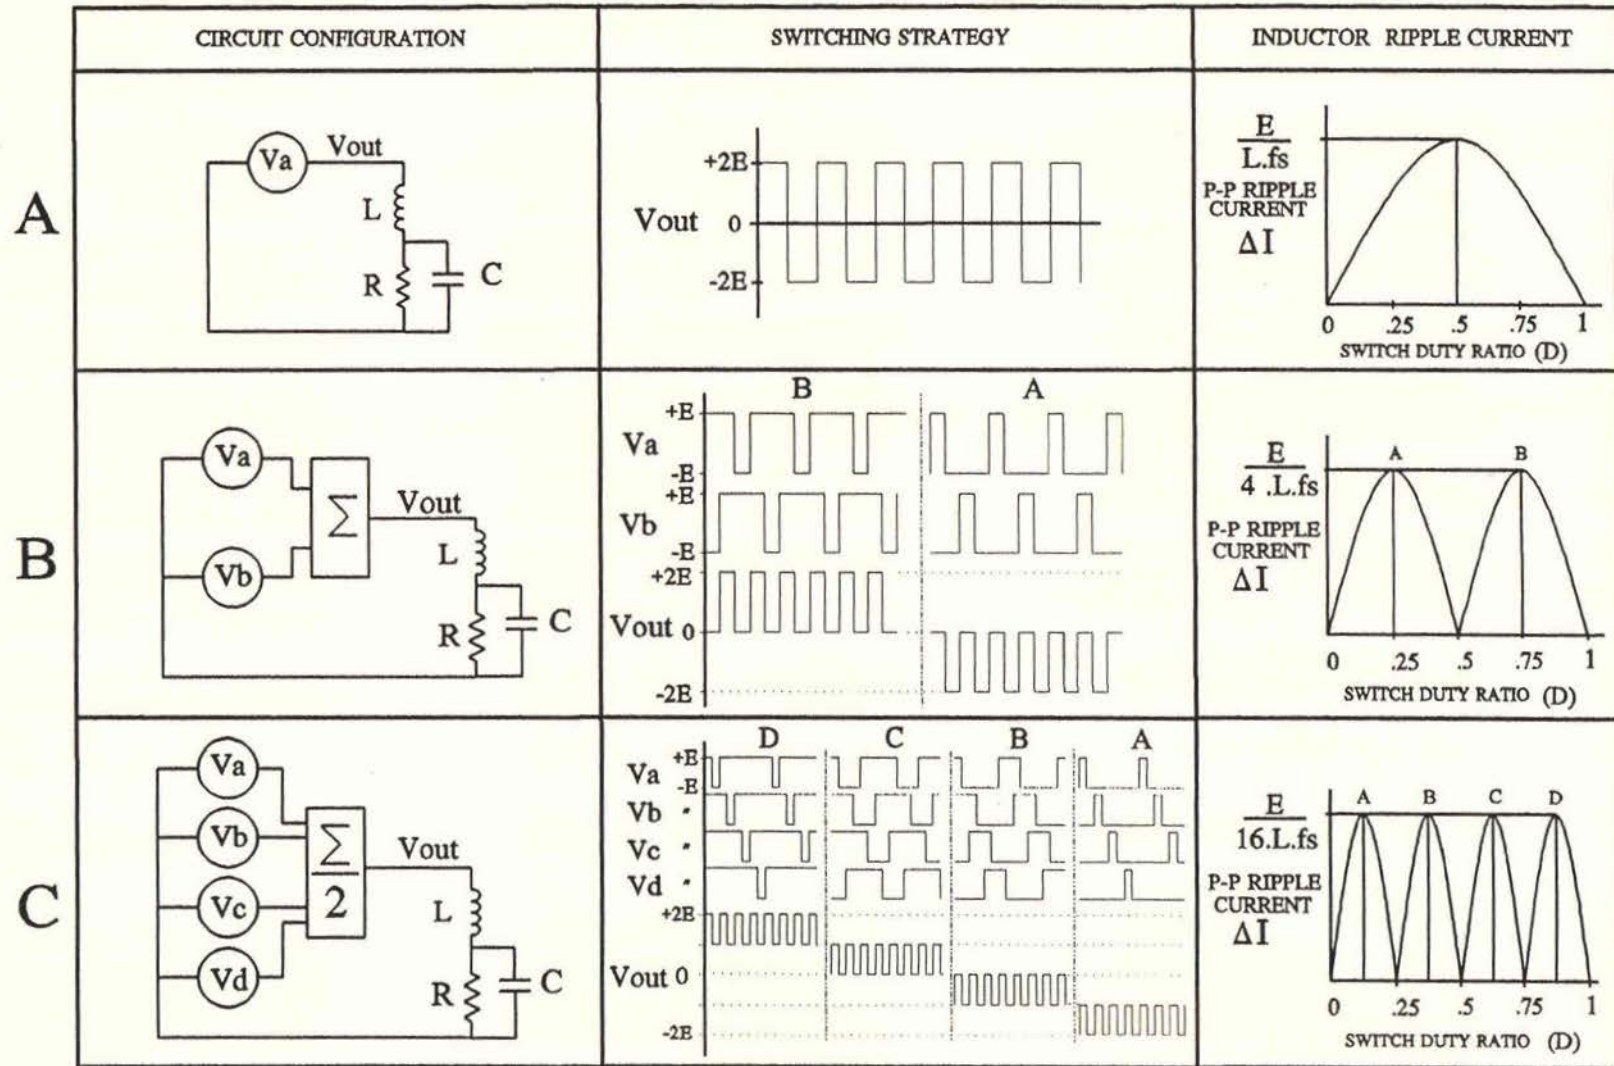 CIRCUIT CONFIGURATION
SWITCHING STRATEGY
INDUCTOR RIPPLE CURRENT
A
Va
Vout
L
R
C
+2E
Vout 0
-2E
E
L.fs
P-P RIPPLE
CURRENT
ΔI
0 .25 .5 .75 1
SWITCH DUTY RATIO (D)
B
Va
Vb
Σ
Vout
L
R
C
B A
+E
Va
-E
+E
Vb
-E
+2E
Vout 0
-2E
E
4 .L.fs
P-P RIPPLE
CURRENT
ΔI
A B
0 .25 .5 .75 1
SWITCH DUTY RATIO (D)
C
Va
Vb
Vc
Vd
Σ
2
Vout
L
R
C
D C B A
Va +E
-E
Vb "
Vc "
Vd "
+2E
Vout 0
-2E
E
16.L.fs
P-P RIPPLE
CURRENT
ΔI
A B C D
0 .25 .5 .75 1
SWITCH DUTY RATIO (D)